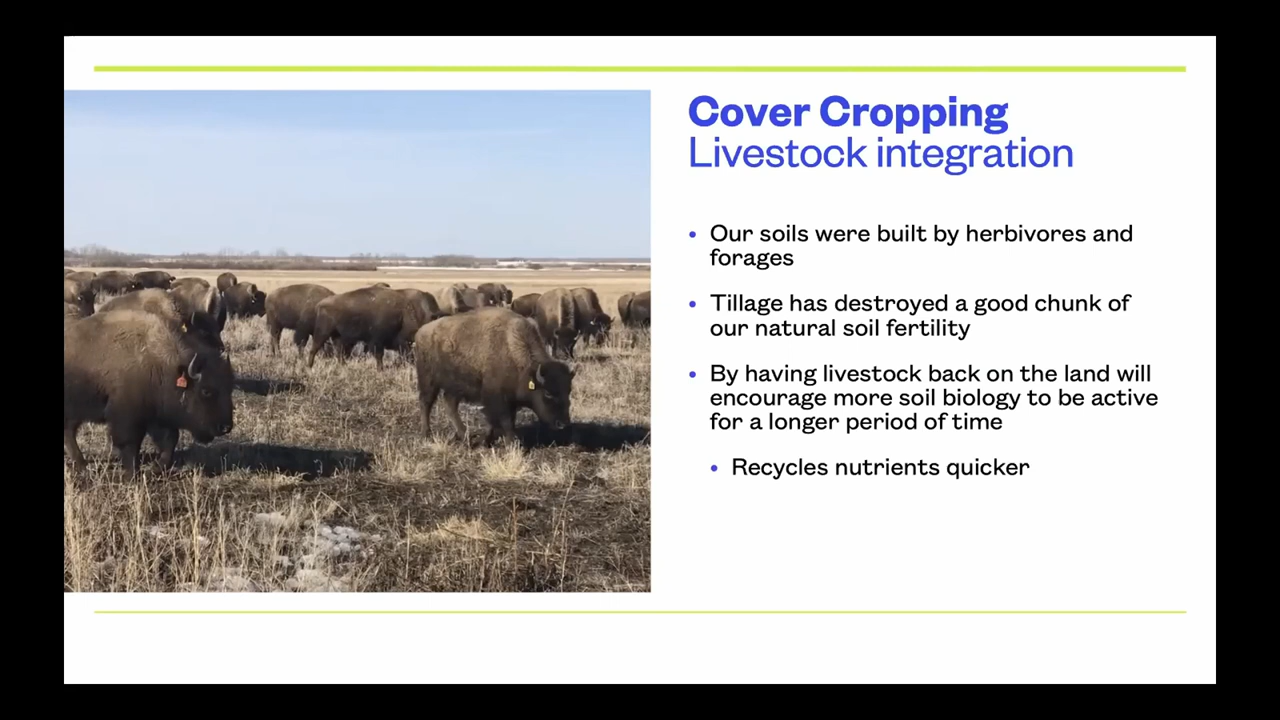 Cover Cropping
Livestock integration
• Our soils were built by herbivores and
forages
• Tillage has destroyed a good chunk of
our natural soil fertility
• By having livestock back on the land will
encourage more soil biology to be active
for a longer period of time
• Recycles nutrients quicker